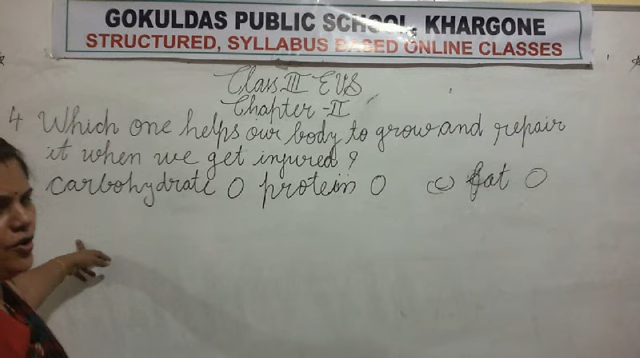 GOKULDAS PUBLIC SCHOOL, KHARGONE
STRUCTURED, SYLLABUS BASED ONLINE CLASSES
Class III EVS
Chapter-II
4 Which one helps our body to grow and repair
it when we get injured?
carbohydrate O protein O c) fat O